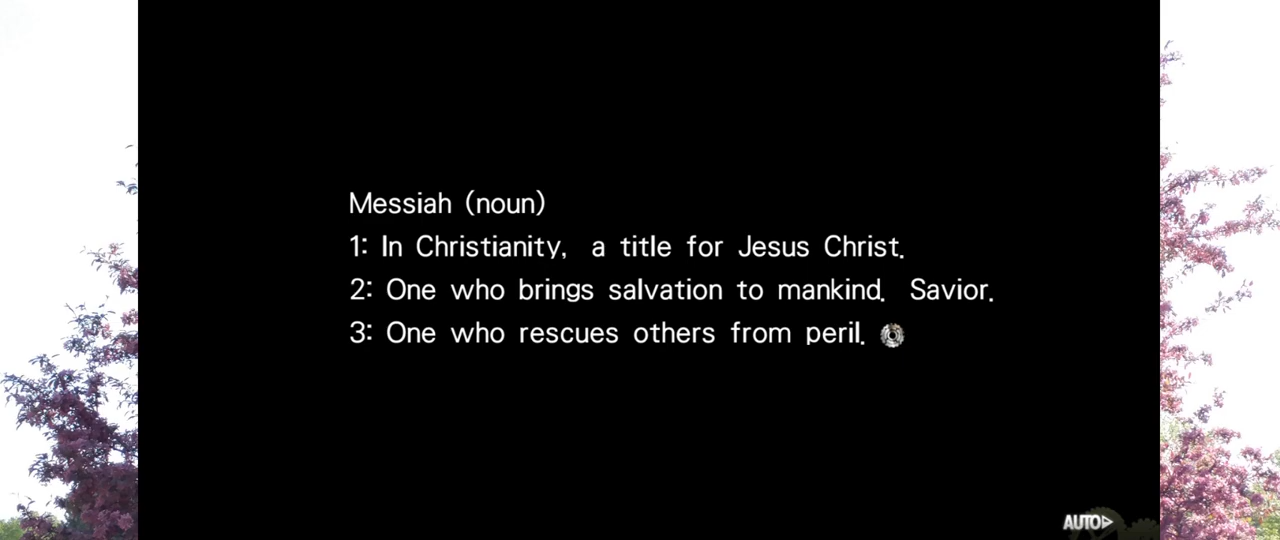 Messiah (noun)
1: In Christianity, a title for Jesus Christ.
2: One who brings salvation to mankind. Savior.
3: One who rescues others from peril.
AUTO